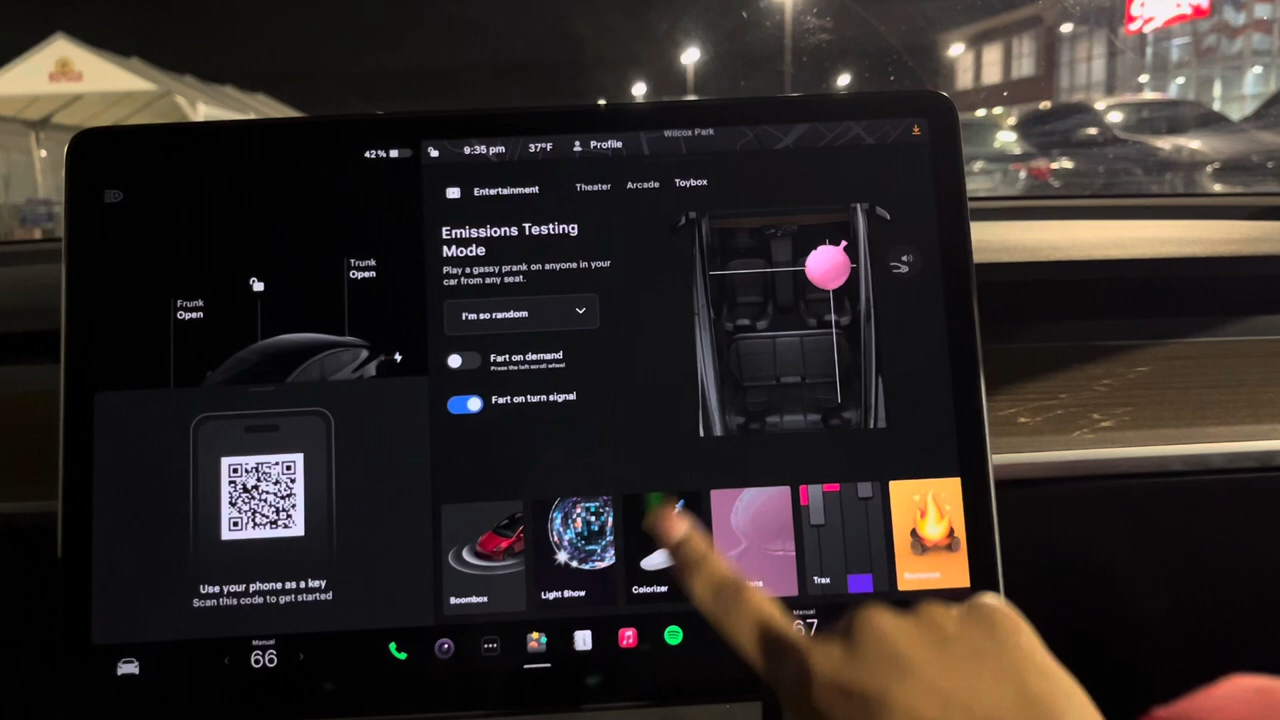 42%
9:35 pm
37°F
Profile
Wilcox Park
Entertainment
Theater
Arcade
Toybox
Emissions Testing
Mode
Play a gassy prank on anyone in your
car from any seat.
I'm so random
Fart on demand
Press the left scroll wheel
Fart on turn signal
Trunk
Open
Frunk
Open
Use your phone as a key
Scan this code to get started
Boombox
Light Show
Colorizer
Trax
Manual
66
Manual
67